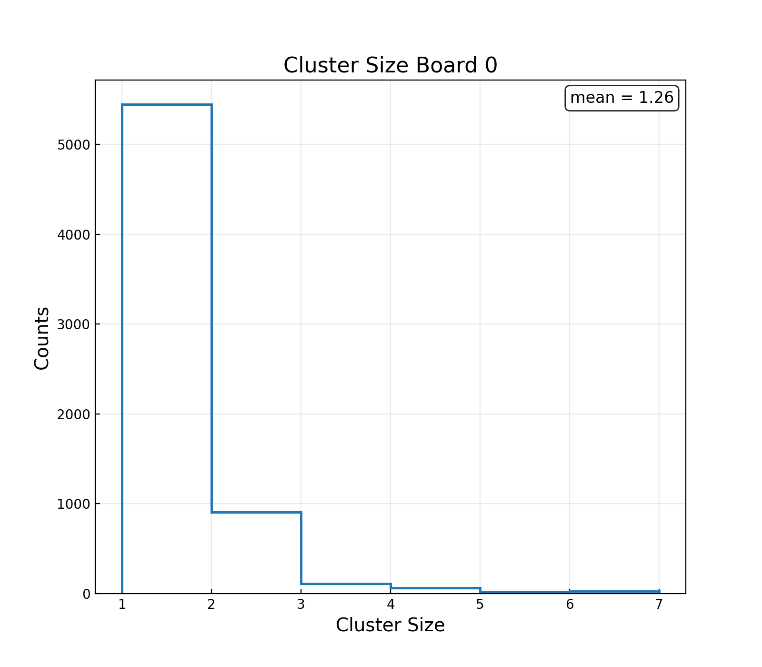 Cluster Size Board 0
mean = 1.26
5000
4000
3000
2000
1000
0
Counts
1 2 3 4 5 6 7
Cluster Size